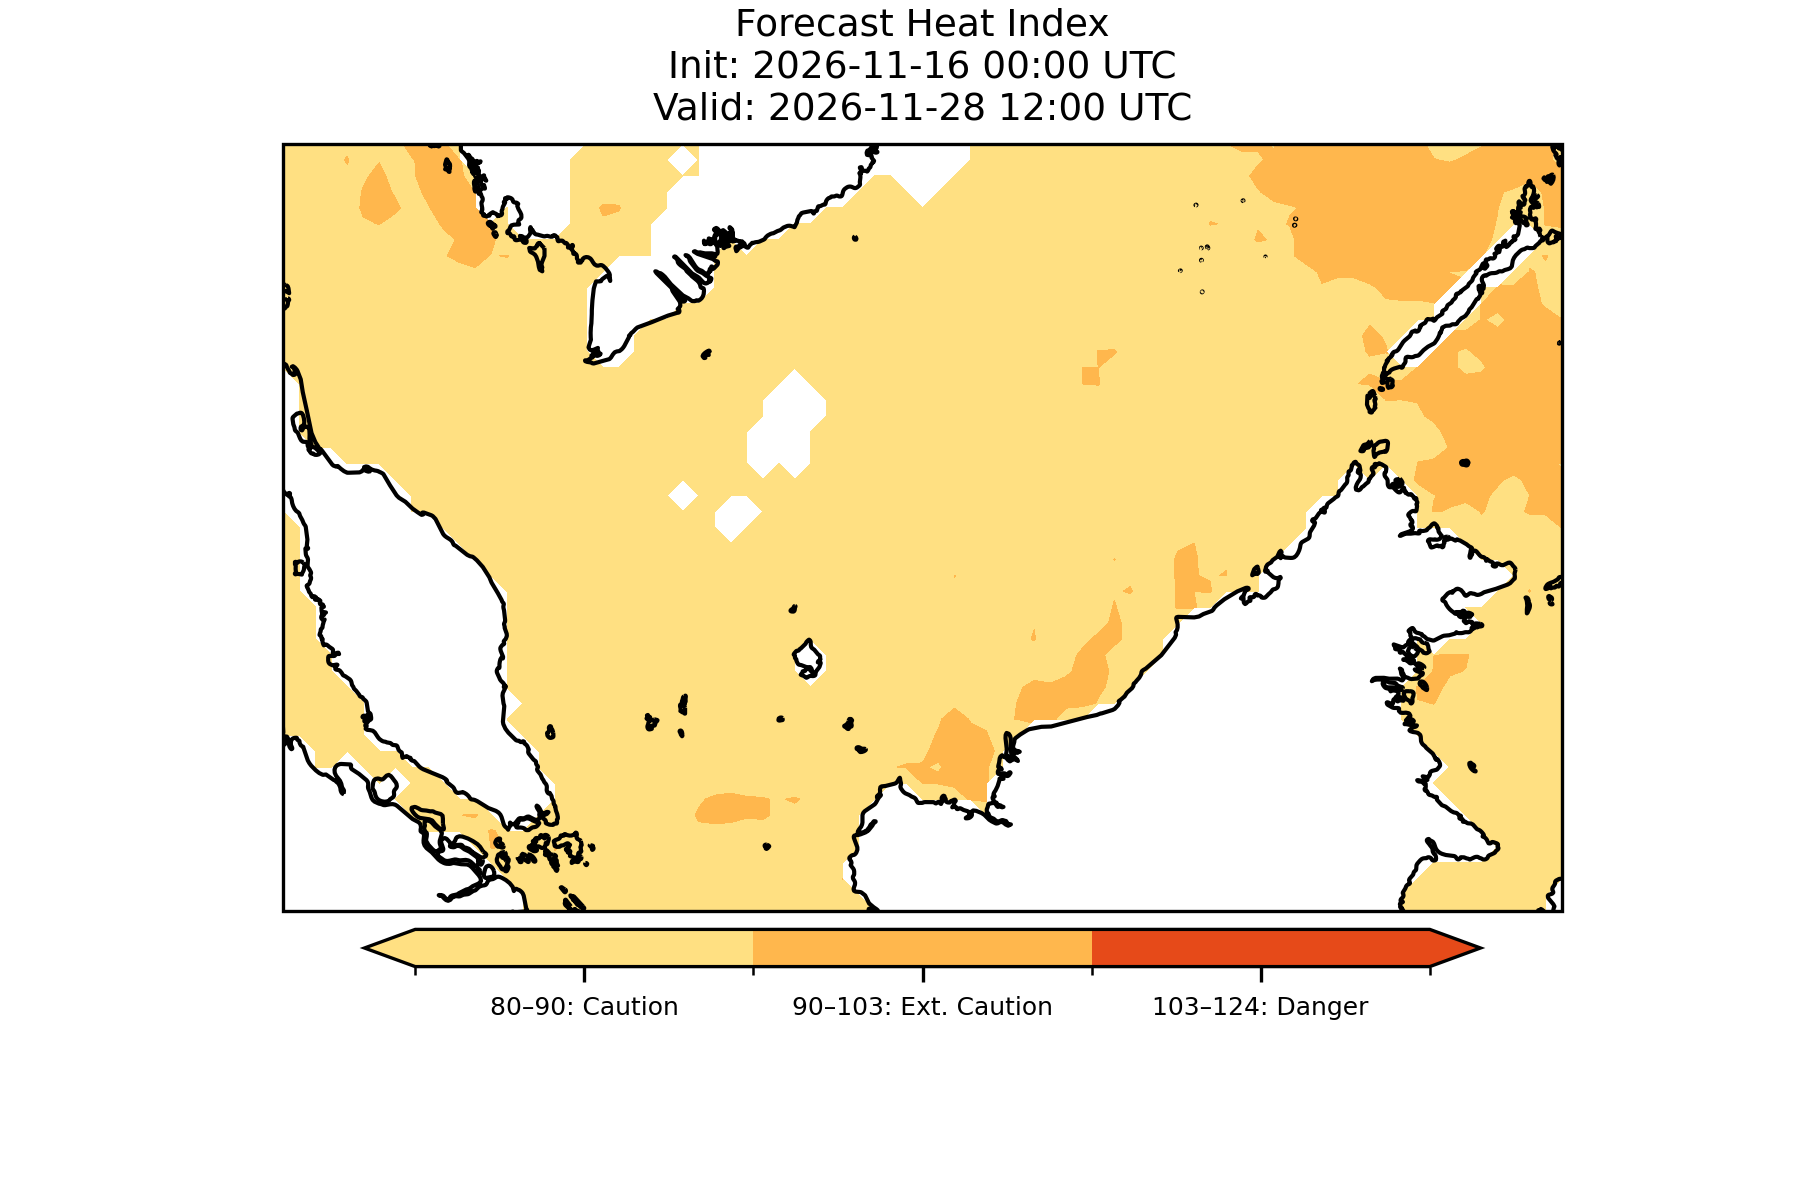 Forecast Heat Index
Init: 2026-11-16 00:00 UTC
Valid: 2026-11-28 12:00 UTC
80–90: Caution
90–103: Ext. Caution
103–124: Danger